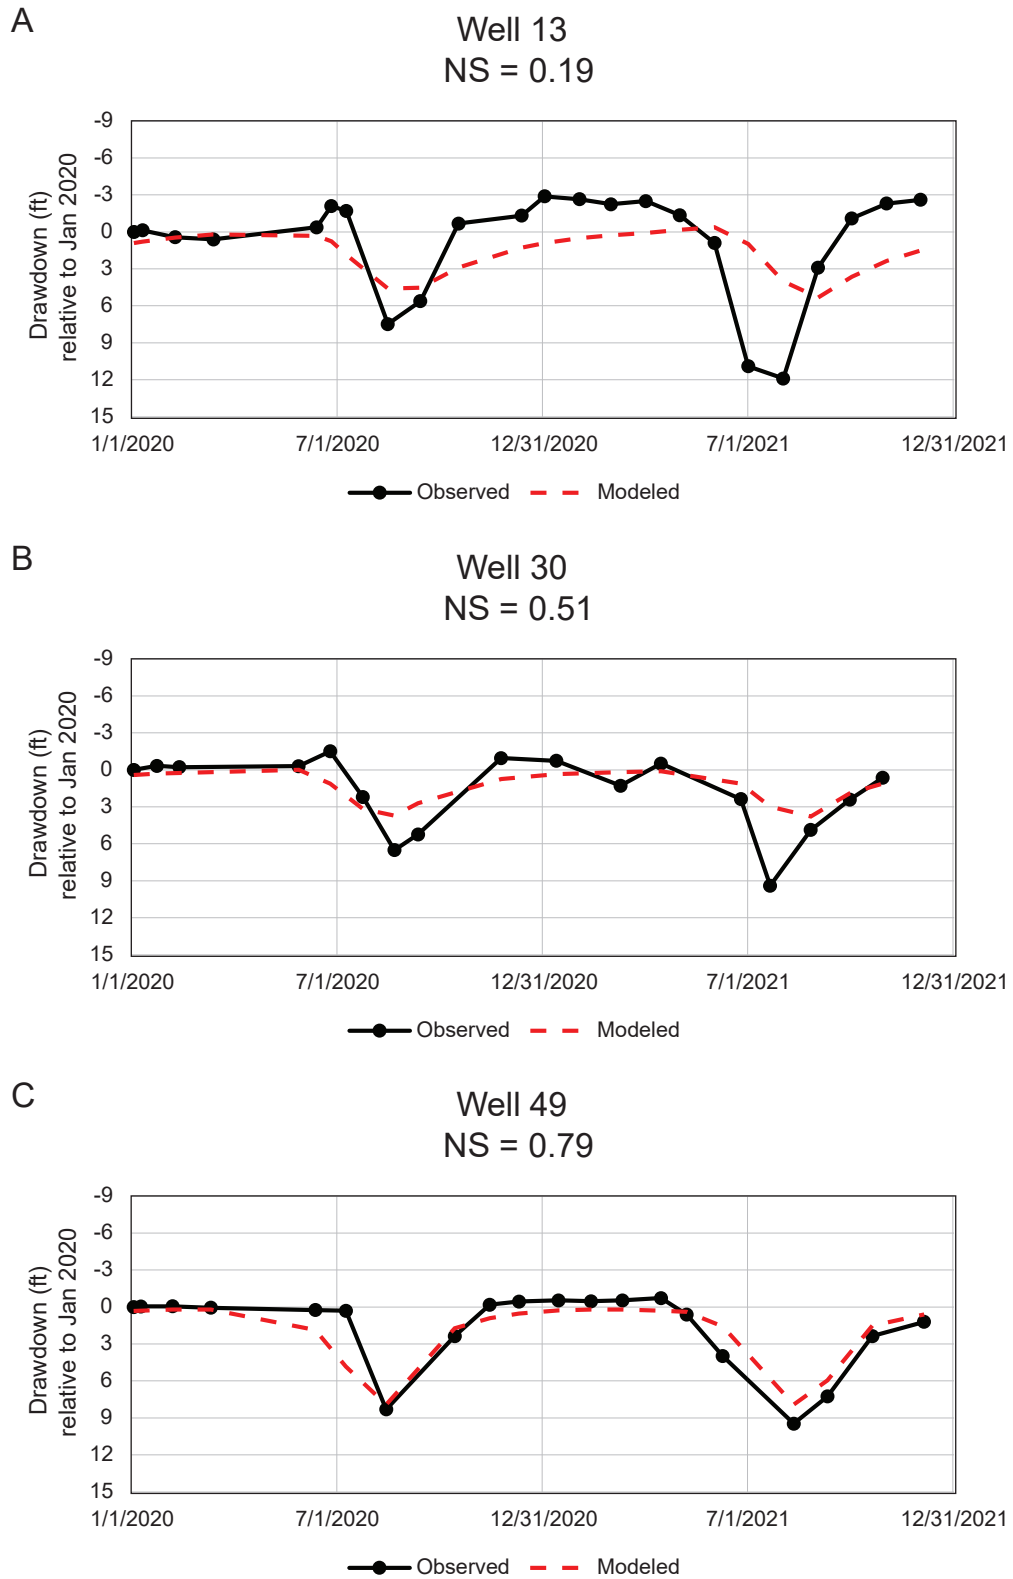 A
Well 13
NS = 0.19
-9
-6
-3
0
3
6
9
12
15
Drawdown (ft)
relative to Jan 2020
1/1/2020 7/1/2020 12/31/2020 7/1/2021 12/31/2021
Observed Modeled
B
Well 30
NS = 0.51
-9
-6
-3
0
3
6
9
12
15
Drawdown (ft)
relative to Jan 2020
1/1/2020 7/1/2020 12/31/2020 7/1/2021 12/31/2021
Observed Modeled
C
Well 49
NS = 0.79
-9
-6
-3
0
3
6
9
12
15
Drawdown (ft)
relative to Jan 2020
1/1/2020 7/1/2020 12/31/2020 7/1/2021 12/31/2021
Observed Modeled